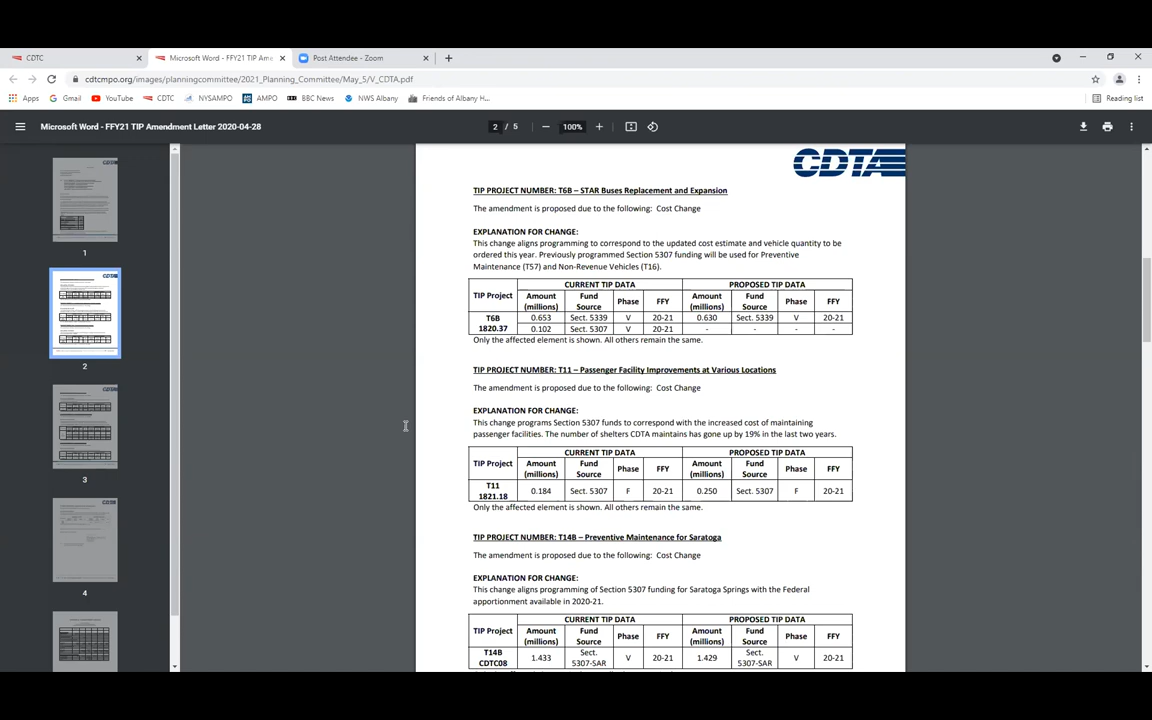 CDTC
Microsoft Word - FFY21 TIP Ame
Post Attendee - Zoom
cdtcmpo.org/images/planningcommittee/2021_Planning_Committee/May_5/V_CDTA.pdf
Apps
Gmail
YouTube
CDTC
NYSAMPO
AMPO
BBC News
NWS Albany
Friends of Albany H...
Reading list
Microsoft Word - FFY21 TIP Amendment Letter 2020-04-28
2 / 5
100%
1
2
3
4
CDTA
TIP PROJECT NUMBER: T6B – STAR Buses Replacement and Expansion
The amendment is proposed due to the following: Cost Change
EXPLANATION FOR CHANGE:
This change aligns programming to correspond to the updated cost estimate and vehicle quantity to be
ordered this year. Previously programmed Section 5307 funding will be used for Preventive
Maintenance (T57) and Non-Revenue Vehicles (T16).
CURRENT TIP DATA PROPOSED TIP DATA
TIP Project Amount (millions) Fund Source Phase FFY Amount (millions) Fund Source Phase FFY
T6B 0.653 Sect. 5339 V 20-21 0.630 Sect. 5339 V 20-21
1820.37 0.102 Sect. 5307 V 20-21 - - - -
Only the affected element is shown. All others remain the same.
TIP PROJECT NUMBER: T11 – Passenger Facility Improvements at Various Locations
The amendment is proposed due to the following: Cost Change
EXPLANATION FOR CHANGE:
This change programs Section 5307 funds to correspond with the increased cost of maintaining
passenger facilities. The number of shelters CDTA maintains has gone up by 19% in the last two years.
CURRENT TIP DATA PROPOSED TIP DATA
TIP Project Amount (millions) Fund Source Phase FFY Amount (millions) Fund Source Phase FFY
T11 1821.18 0.184 Sect. 5307 F 20-21 0.250 Sect. 5307 F 20-21
Only the affected element is shown. All others remain the same.
TIP PROJECT NUMBER: T14B – Preventive Maintenance for Saratoga
The amendment is proposed due to the following: Cost Change
EXPLANATION FOR CHANGE:
This change aligns programming of Section 5307 funding for Saratoga Springs with the Federal
apportionment available in 2020-21.
CURRENT TIP DATA PROPOSED TIP DATA
TIP Project Amount (millions) Fund Source Phase FFY Amount (millions) Fund Source Phase FFY
T14B CDTC08 1.433 Sect. 5307-SAR V 20-21 1.429 Sect. 5307-SAR V 20-21